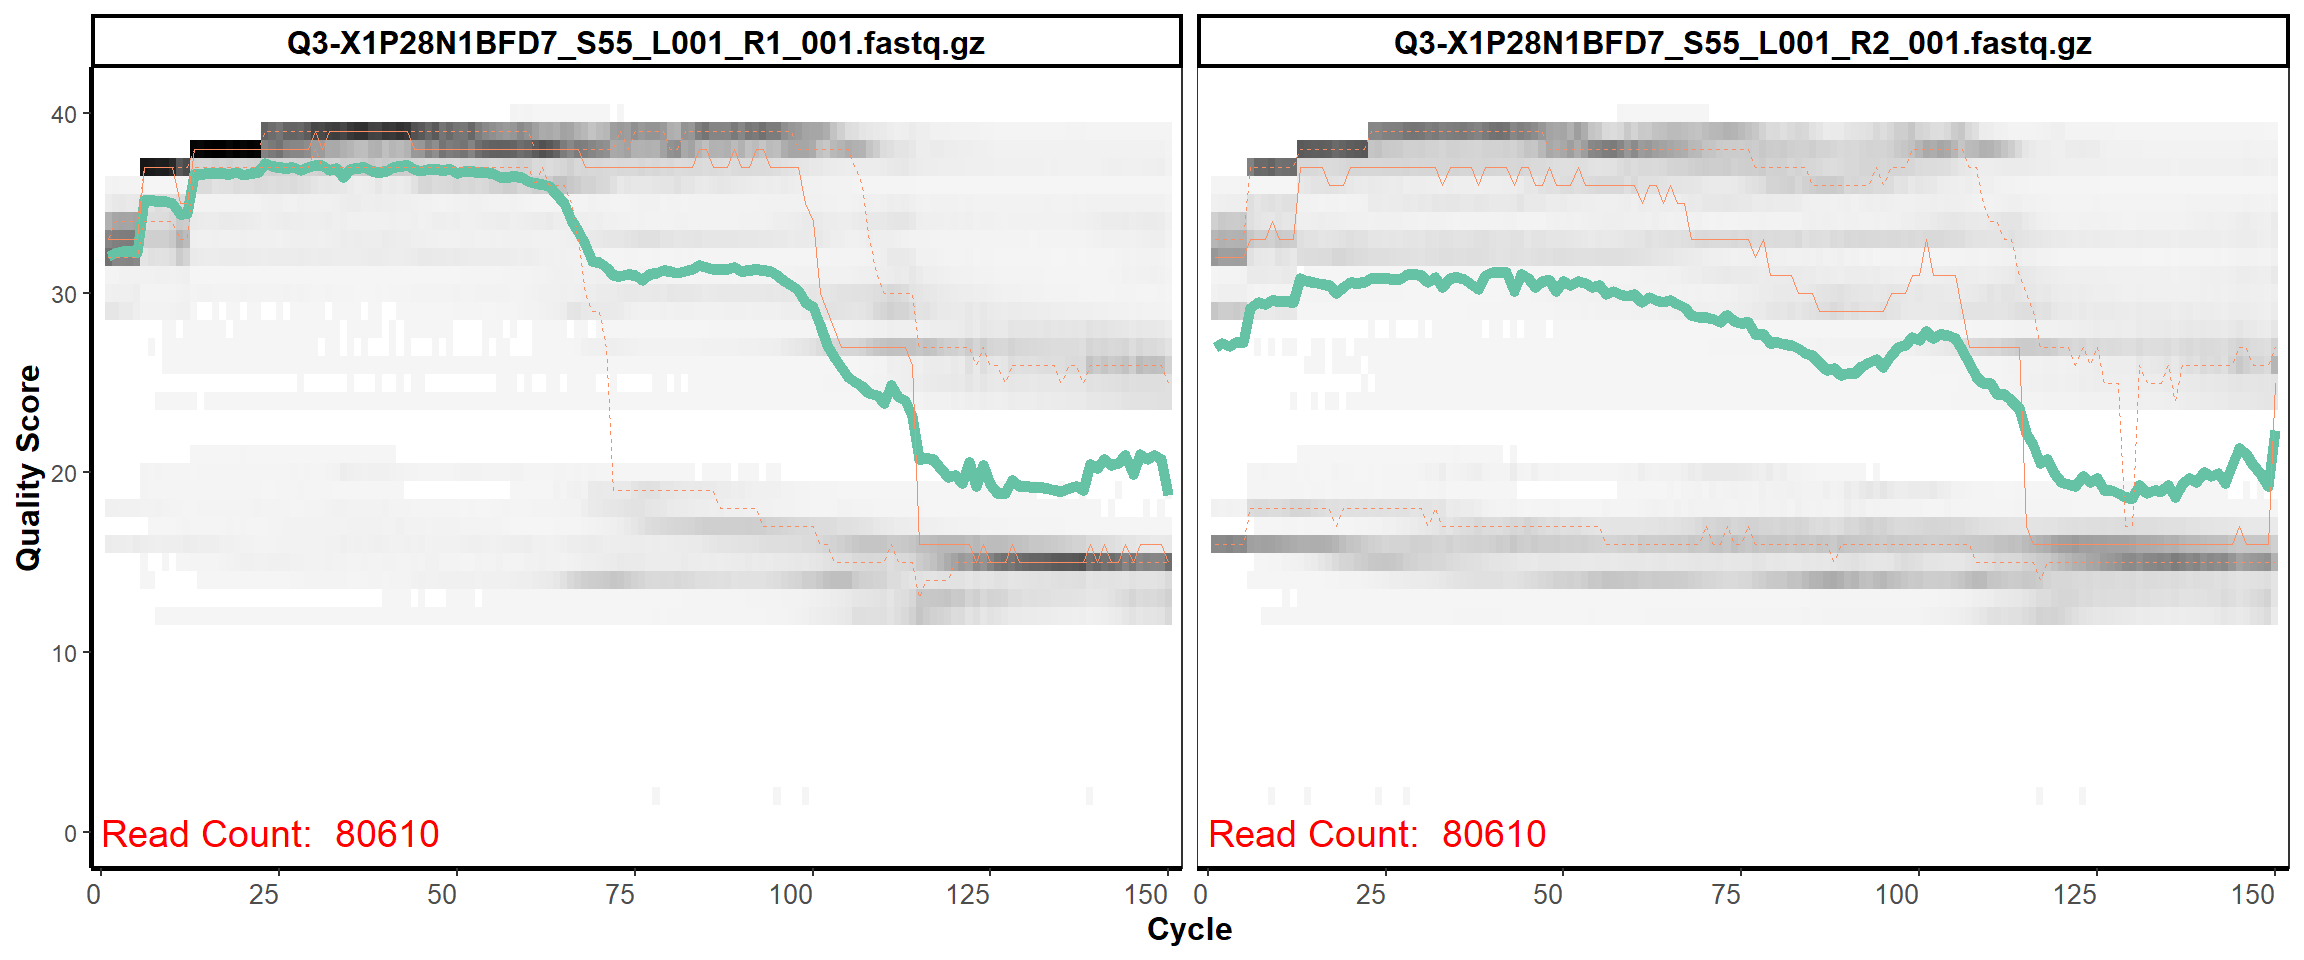 Q3-X1P28N1BFD7_S55_L001_R1_001.fastq.gz
Q3-X1P28N1BFD7_S55_L001_R2_001.fastq.gz
Quality Score
40
30
20
10
0
Read Count: 80610
Read Count: 80610
0 25 50 75 100 125 150
0 25 50 75 100 125 150
Cycle